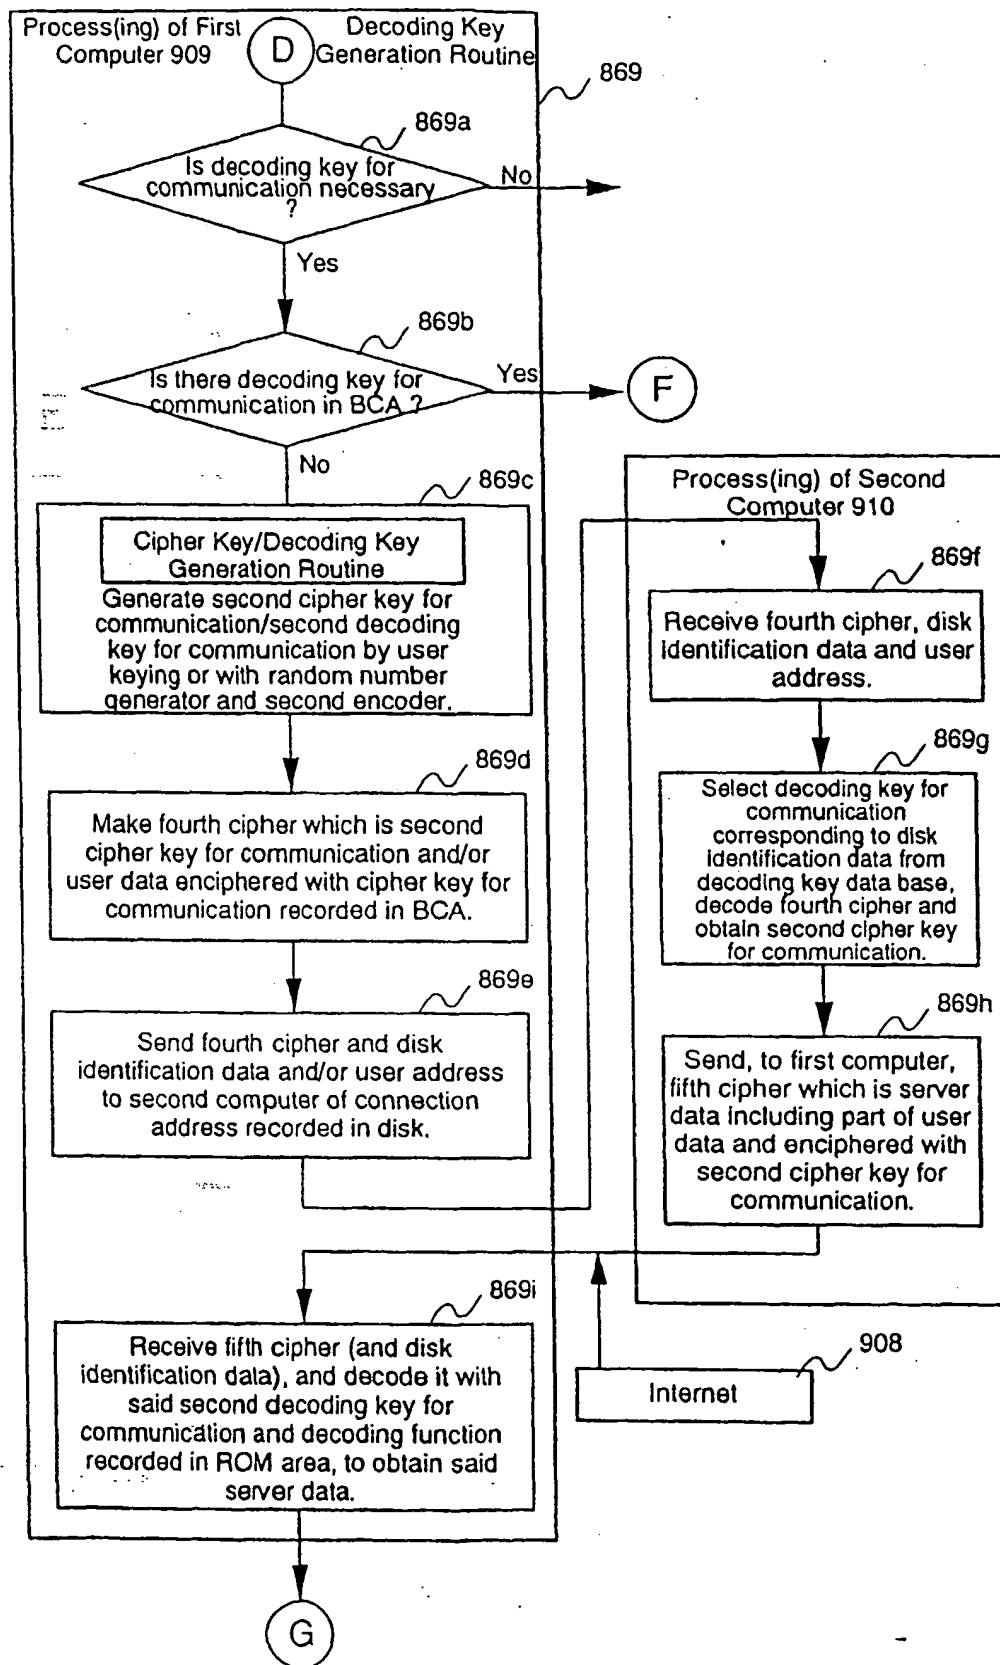 Process(ing) of First
Computer 909
D
Decoding Key
Generation Routine
869
869a
Is decoding key for
communication necessary
?
No
Yes
869b
Is there decoding key for
communication in BCA ?
Yes
F
No
869c
Cipher Key/Decoding Key
Generation Routine
Generate second cipher key for
communication/second decoding
key for communication by user
keying or with random number
generator and second encoder.
869d
Make fourth cipher which is second
cipher key for communication and/or
user data enciphered with cipher key for
communication recorded in BCA.
869e
Send fourth cipher and disk
identification data and/or user address
to second computer of connection
address recorded in disk.
Process(ing) of Second
Computer 910
869f
Receive fourth cipher, disk
identification data and user
address.
869g
Select decoding key for
communication
corresponding to disk
identification data from
decoding key data base,
decode fourth cipher and
obtain second cipher key
for communication.
869h
Send, to first computer,
fifth cipher which is server
data including part of user
data and enciphered with
second cipher key for
communication.
869i
Receive fifth cipher (and disk
identification data), and decode it with
said second decoding key for
communication and decoding function
recorded in ROM area, to obtain said
server data.
908
Internet
G